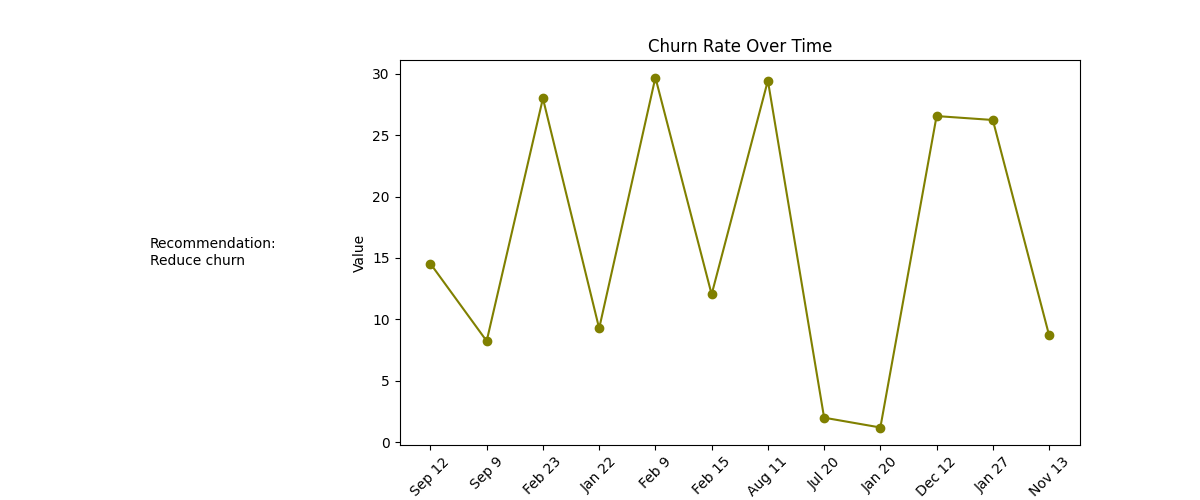 Churn Rate Over Time
Recommendation:
Reduce churn
Value
30
25
20
15
10
5
0
Sep 12
Sep 9
Feb 23
Jan 22
Feb 9
Feb 15
Aug 11
Jul 20
Jan 20
Dec 12
Jan 27
Nov 13